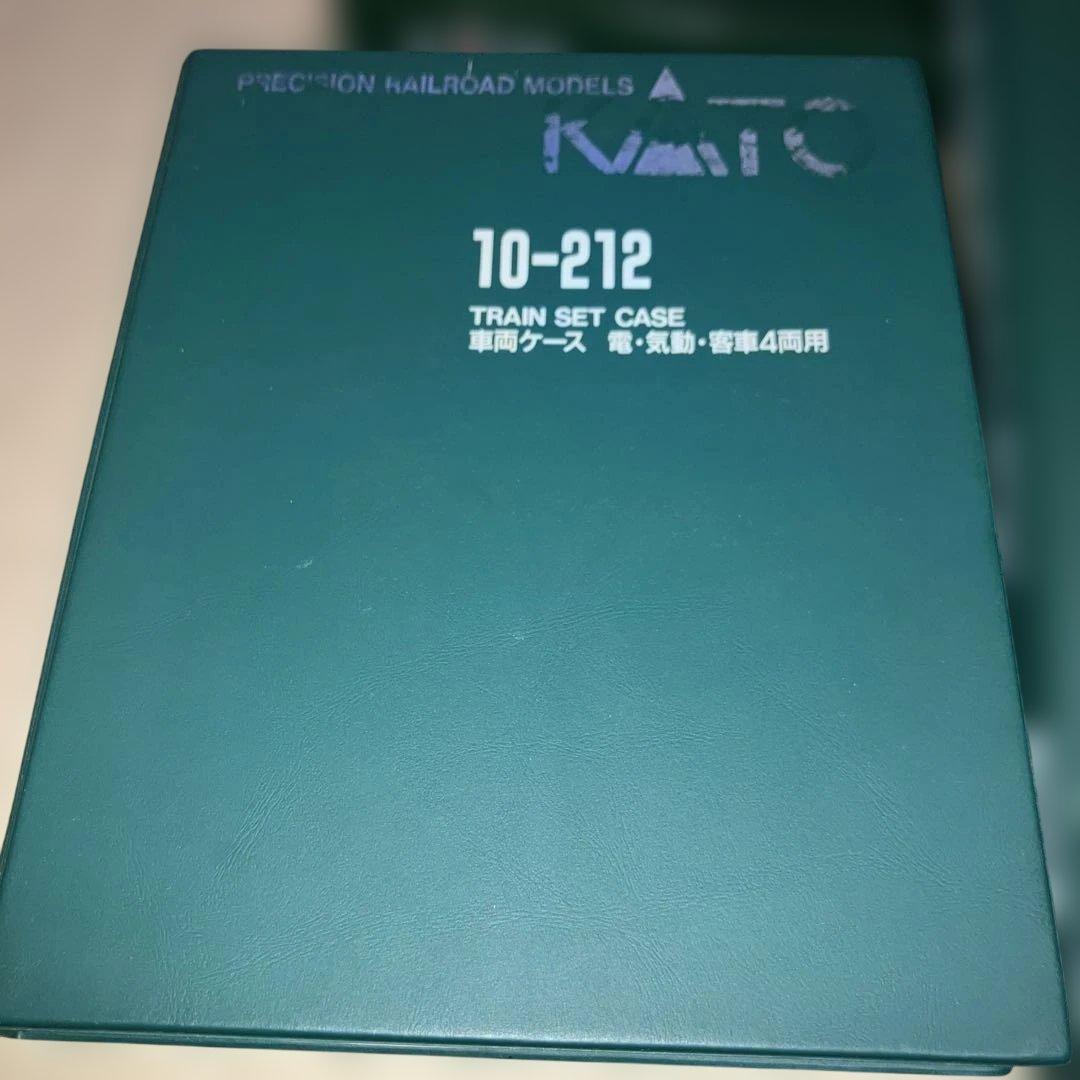 PRECISION RAILROAD MODELS
KATO
10-212
TRAIN SET CASE
車両ケース 電・気動・客車4両用